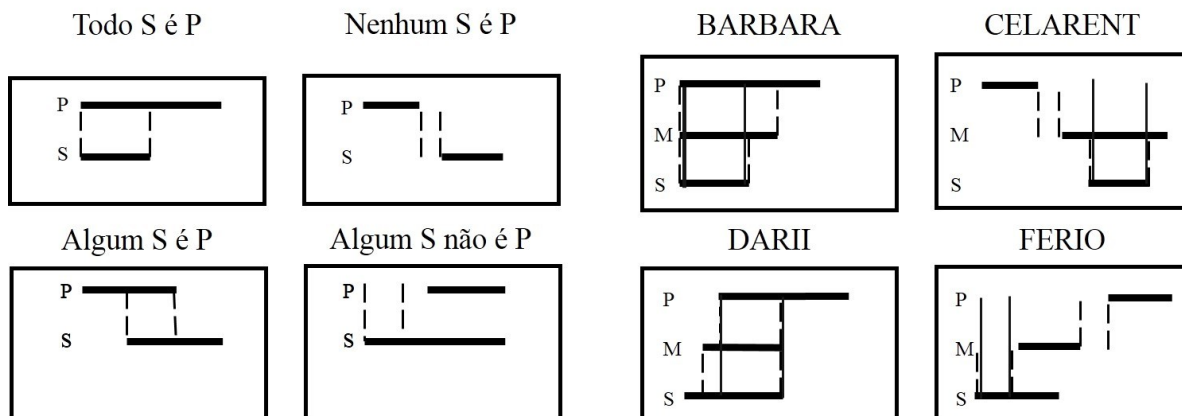 Todo S é P
P
S
Nenhum S é P
P
S
BARBARA
P
M
S
CELARENT
P
M
S
Algum S é P
P
S
Algum S não é P
P
S
DARII
P
M
S
FERIO
P
M
S